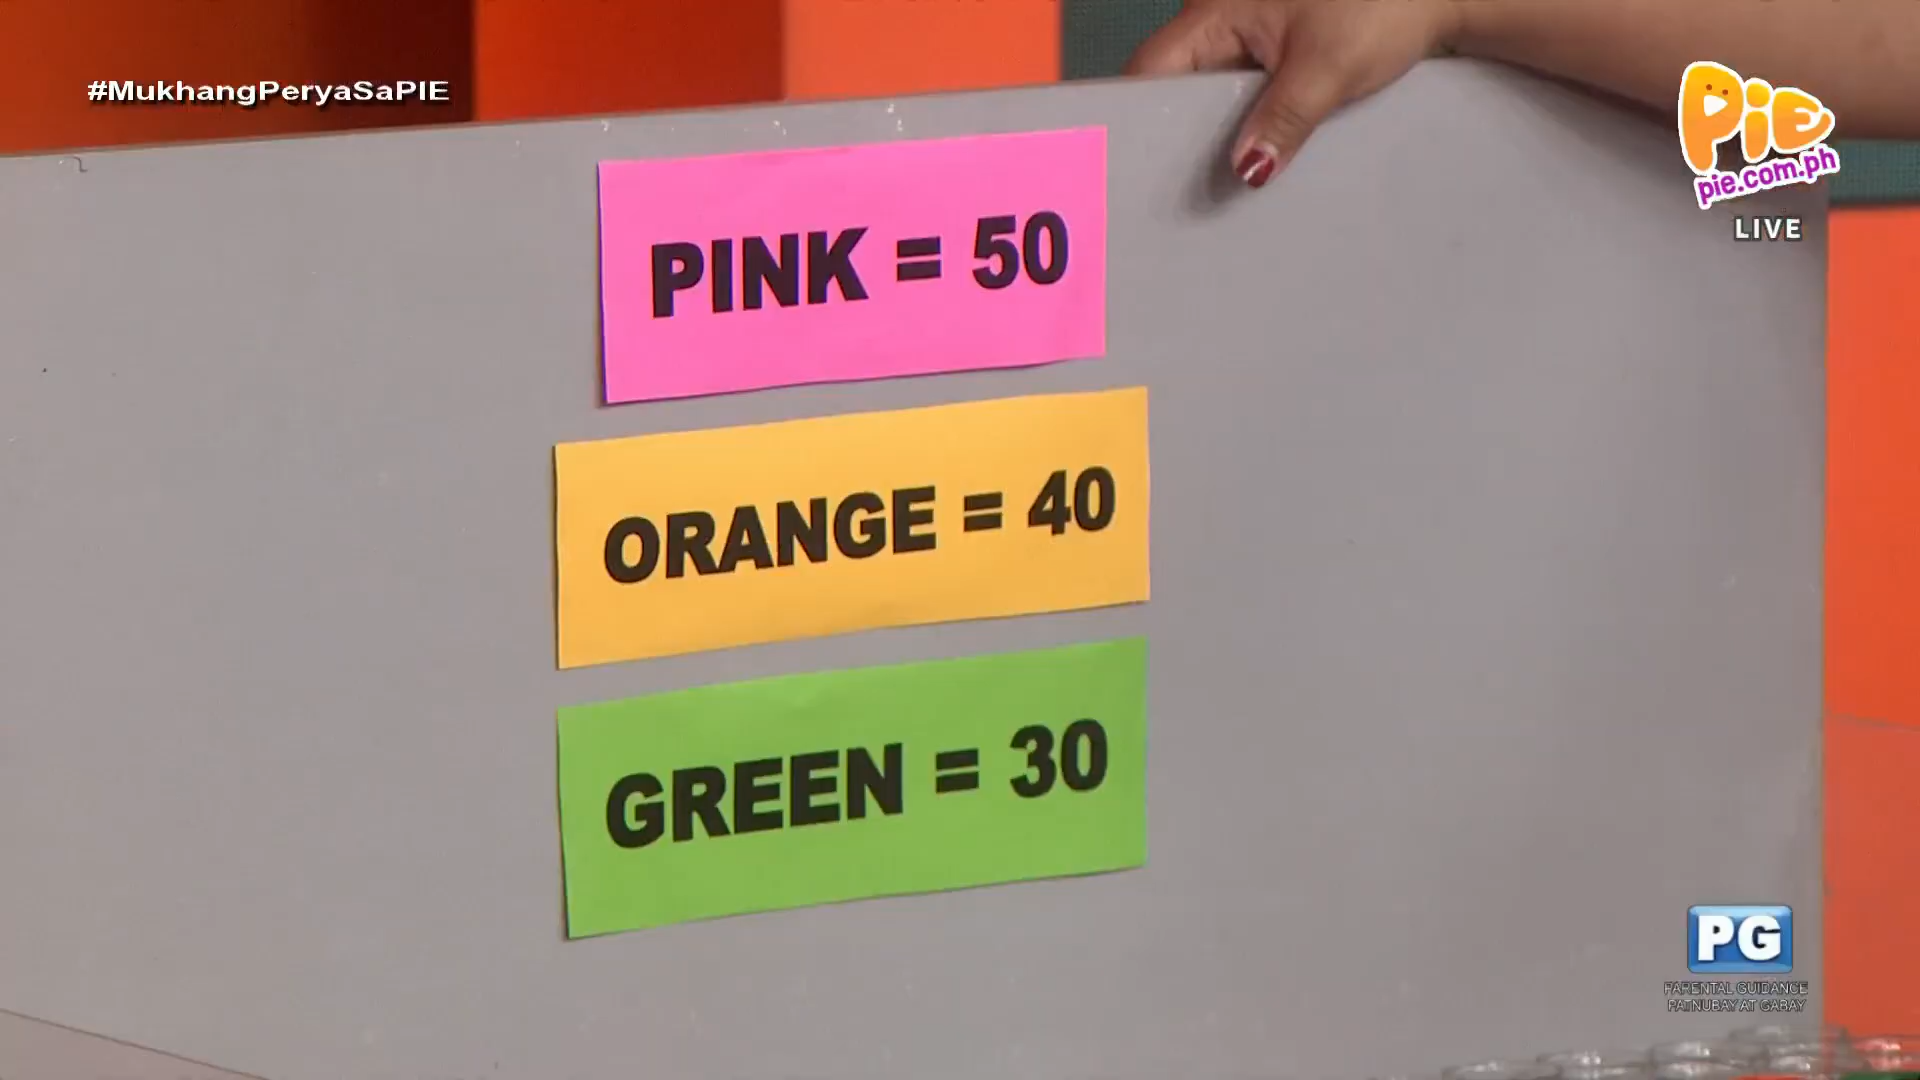 #MukhangPeryaSaPIE
PiE
pie.com.ph
LIVE
PINK = 50
ORANGE = 40
GREEN = 30
PG
PARENTAL GUIDANCE
PATNUBAY AT GABAY